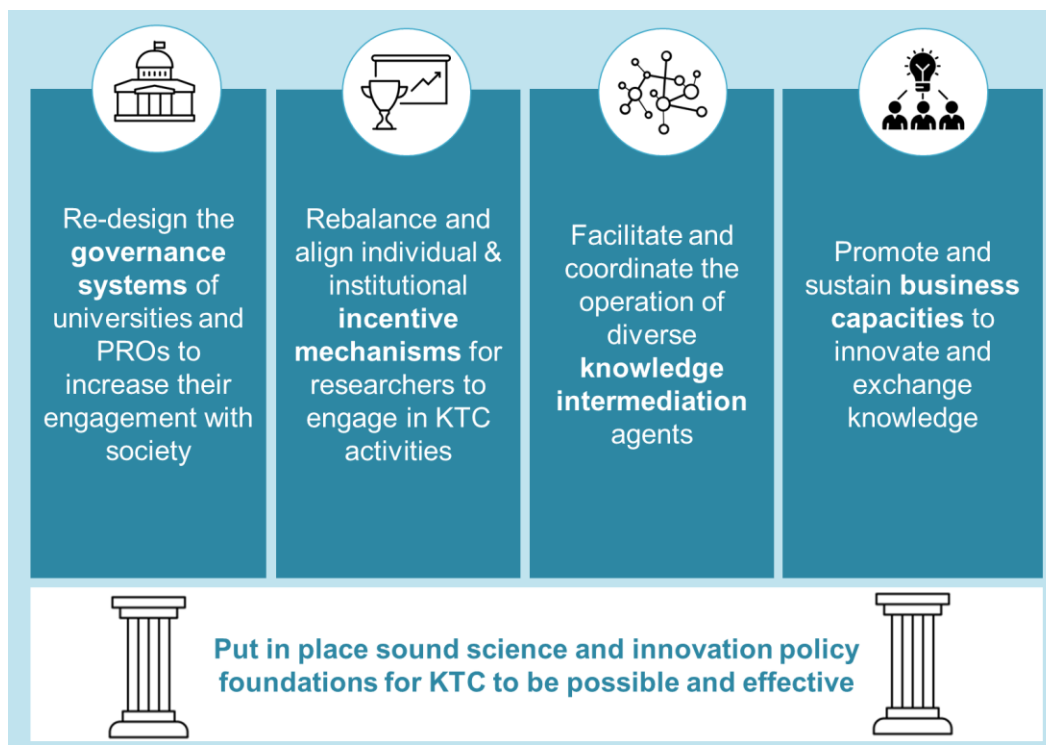 Re-design the
governance
systems of
universities and
PROs to
increase their
engagement with
society
Rebalance and
align individual &
institutional
incentive
mechanisms for
researchers to
engage in KTC
activities
Facilitate and
coordinate the
operation of
diverse
knowledge
intermediation
agents
Promote and
sustain business
capacities to
innovate and
exchange
knowledge
Put in place sound science and innovation policy
foundations for KTC to be possible and effective